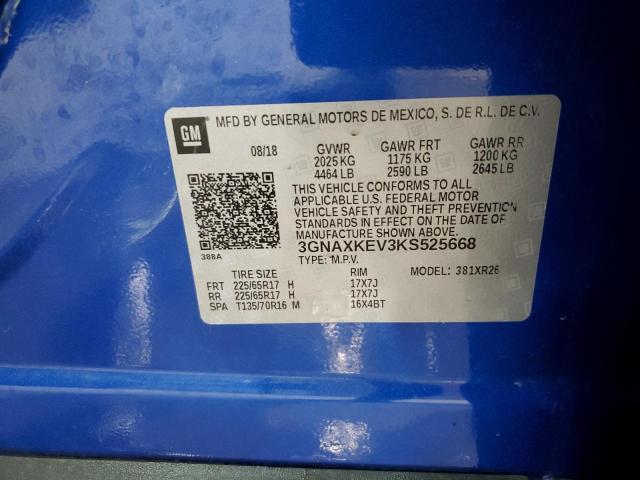 GM
MFD BY GENERAL MOTORS DE MEXICO, S. DE R.L. DE C.V.
08/18 GVWR GAWR FRT GAWR RR
2025 KG 1175 KG 1200 KG
4464 LB 2590 LB 2645 LB
THIS VEHICLE CONFORMS TO ALL
APPLICABLE U.S. FEDERAL MOTOR
VEHICLE SAFETY AND THEFT PREVENTION
STANDARDS IN EFFECT ON THE DATE OF
MANUFACTURE SHOWN ABOVE.
388A 3GNAXKEV3KS525668
TYPE: M.P.V. MODEL: 381XR26
TIRE SIZE RIM
FRT 225/65R17 H 17X7J
RR 225/65R17 H 17X7J
SPA T135/70R16 M 16X4BT